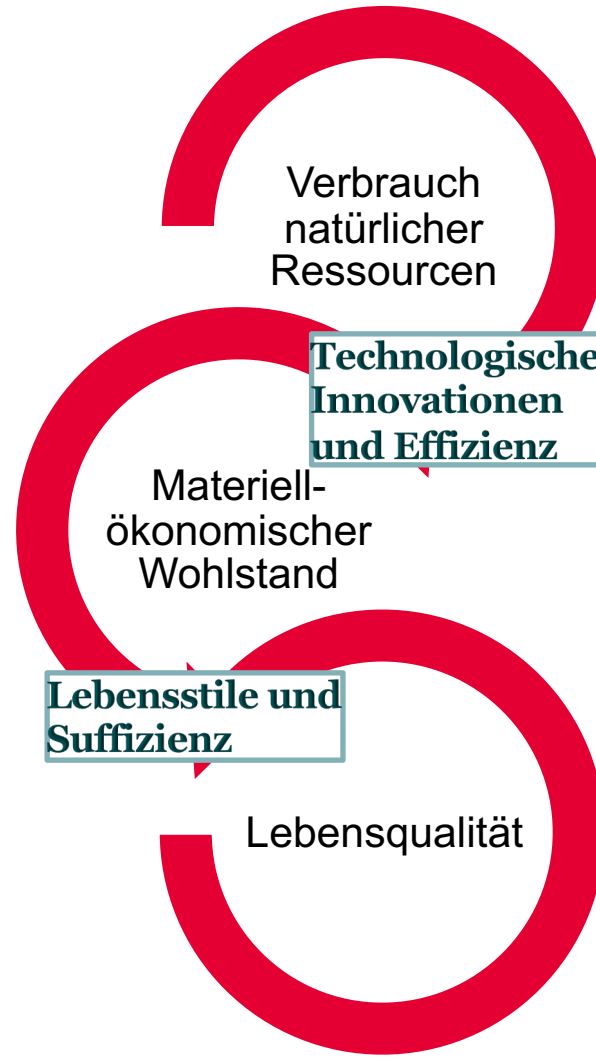 Verbrauch
natürlicher
Ressourcen
Technologische
Innovationen
und Effizienz
Materiell-
ökonomischer
Wohlstand
Lebensstile und
Suffizienz
Lebensqualität